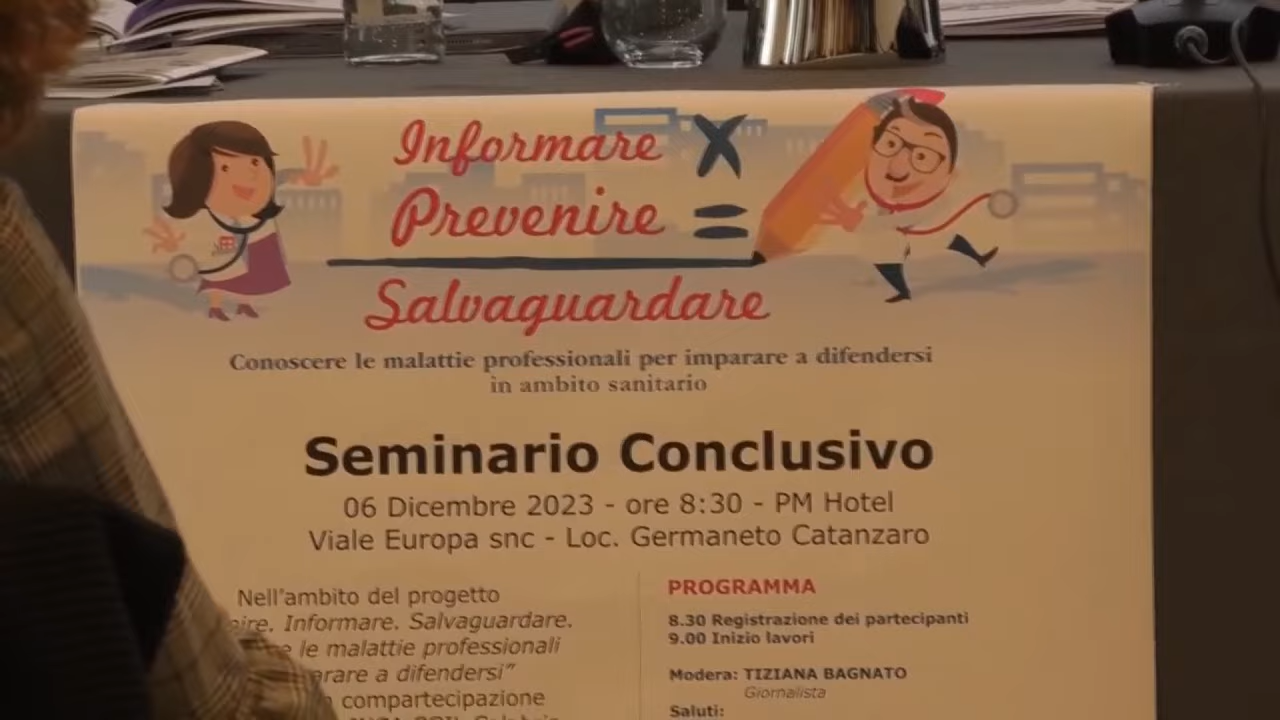 Informare X
Prevenire =
Salvaguardare
Conoscere le malattie professionali per imparare a difendersi
in ambito sanitario
Seminario Conclusivo
06 Dicembre 2023 - ore 8:30 - PM Hotel
Viale Europa snc - Loc. Germaneto Catanzaro
Nell'ambito del progetto
Informare. Salvaguardare.
le malattie professionali
a difendersi”
compartecipazione
PROGRAMMA
8.30 Registrazione dei partecipanti
9.00 Inizio lavori
Modera: TIZIANA BAGNATO
Giornalista
Saluti: